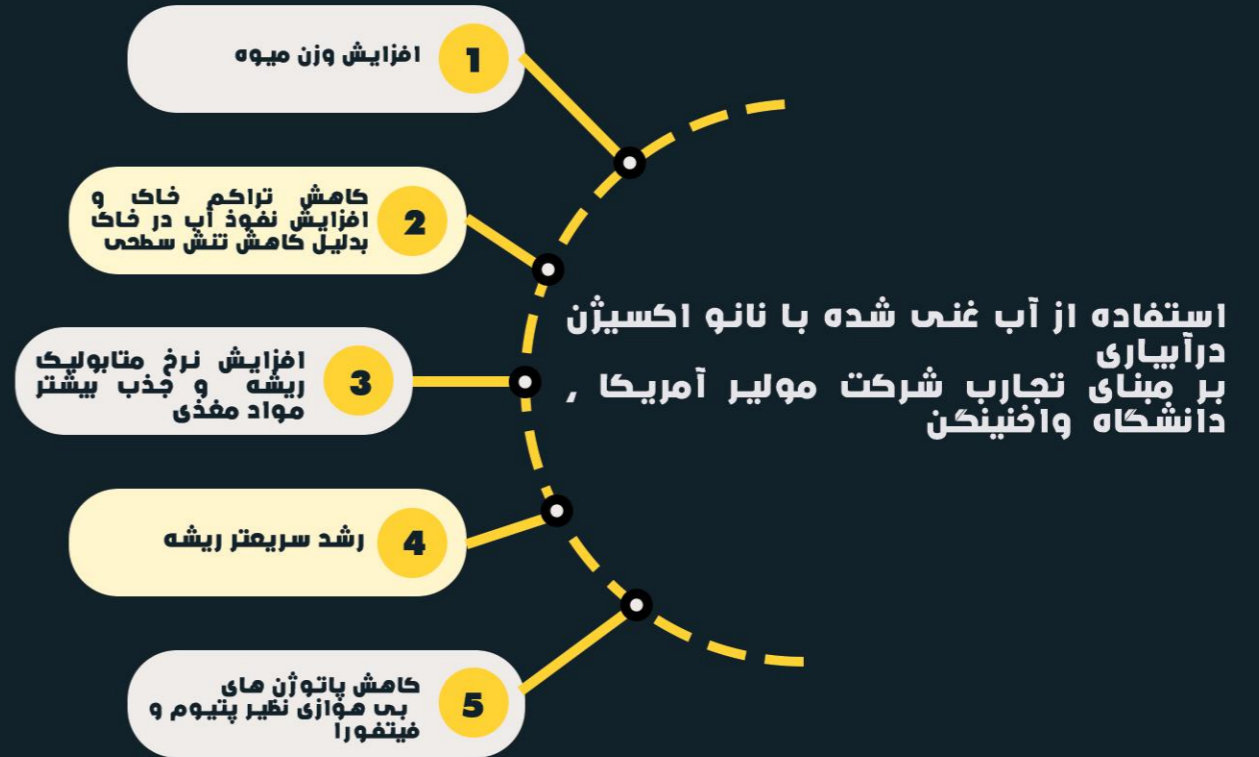 استفاده از آب غنی شده با نانو اکسیژن
درآبیاری
بر مبنای تجارب شرکت مولیر آمریکا ,
دانشگاه واخنینگن
1
افزایش وزن میوه
2
کاهش تراکم خاک و
افزایش نفوذ آب در خاک
بدلیل کاهش تنش سطحی
3
افزایش نرخ متابولیک
ریشه و جذب بیشتر
مواد مغذی
4
رشد سریعتر ریشه
5
کاهش پاتوژن های
بی هوازی نظیر پتیوم و
فیتفورا